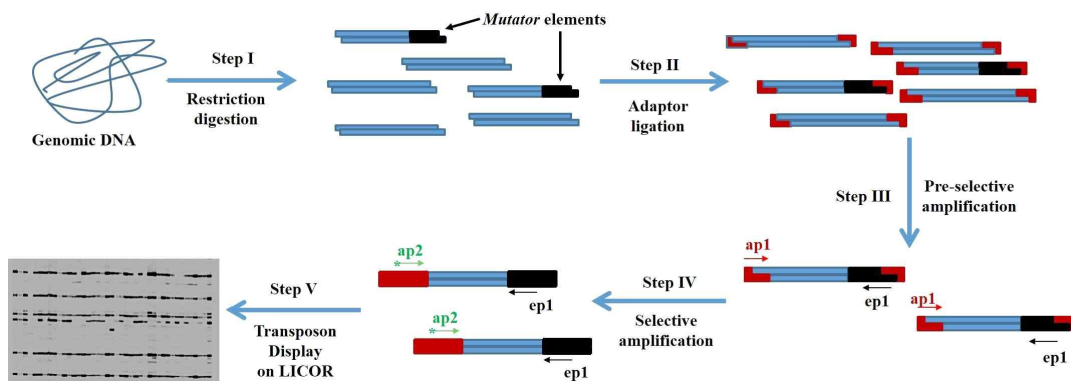 Mutator elements
Step I
Restriction
digestion
Genomic DNA
Step II
Adaptor
ligation
Step III
Pre-selective
amplification
ap1
ep1
ap1
ep1
Step IV
Selective
amplification
*
ap2
ep1
*
ap2
ep1
Step V
Transposon
Display
on LICOR